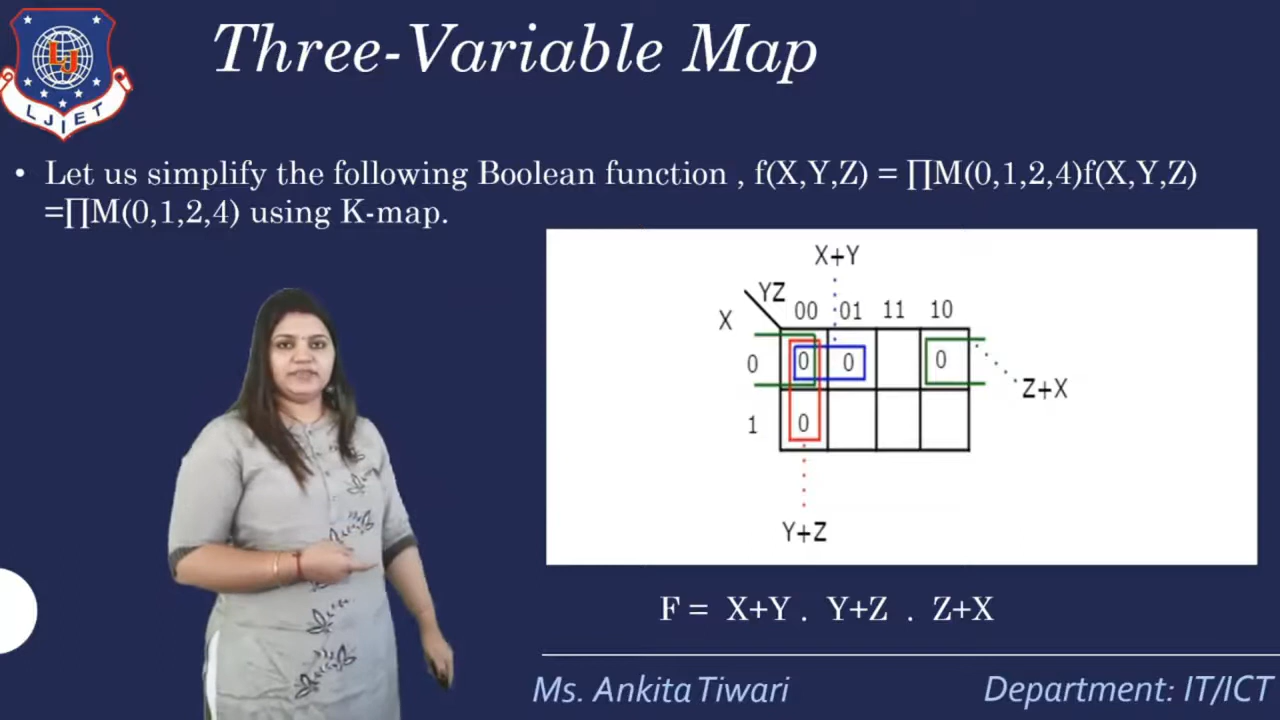 Three-Variable Map
LJIET
• Let us simplify the following Boolean function , f(X,Y,Z) = ∏M(0,1,2,4)f(X,Y,Z)
=∏M(0,1,2,4) using K-map.
X+Y
YZ
X
00 01 11 10
0 0 0 0
Z+X
1 0
Y+Z
F = X+Y . Y+Z . Z+X
Ms. Ankita Tiwari
Department: IT/ICT